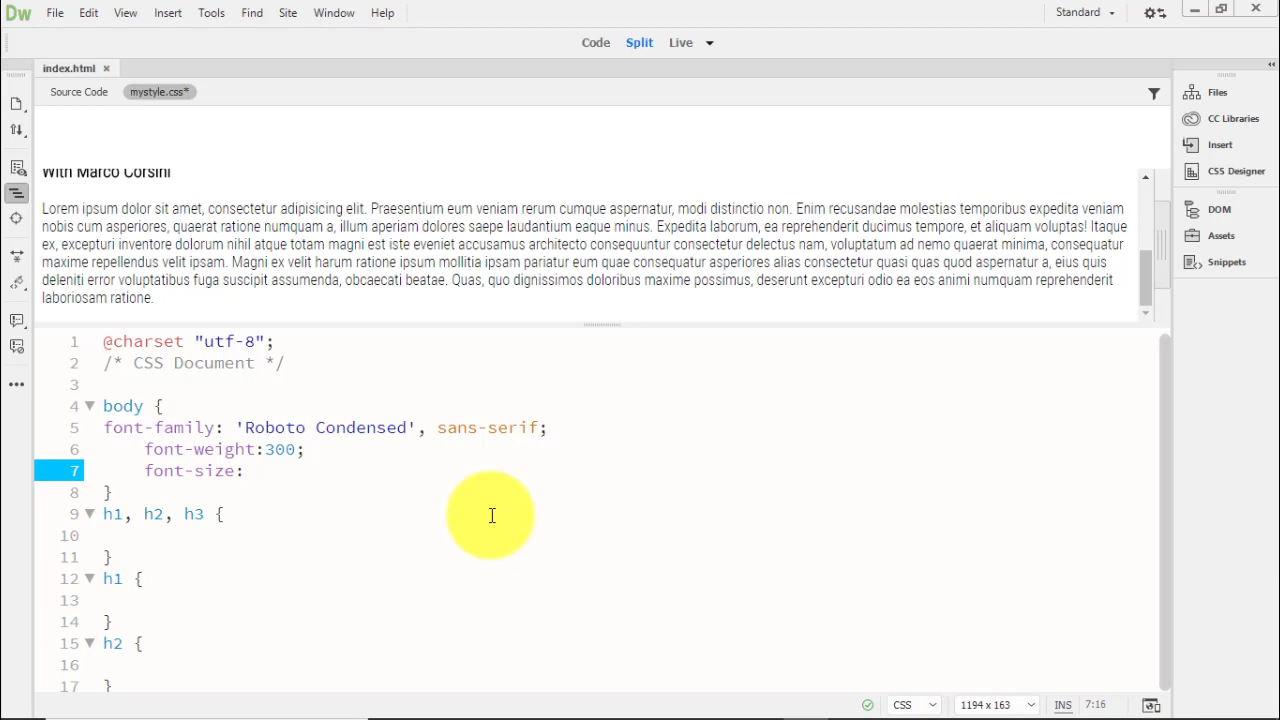 Dw File Edit View Insert Tools Find Site Window Help Standard
Code Split Live
index.html
Source Code mystyle.css*
With Marco Corsini
Lorem ipsum dolor sit amet, consectetur adipisicing elit. Praesentium eum veniam rerum cumque aspernatur, modi distinctio non. Enim recusandae molestias temporibus expedita veniam
nobis cum asperiores, quaerat ratione numquam a, illum aperiam dolores saepe laudantium eaque minus. Expedita laborum, ea reprehenderit ducimus tempore, et aliquam voluptas! Itaque
ex, excepturi inventore dolorum nihil atque totam magni est iste eveniet accusamus architecto consequuntur consectetur delectus nam, voluptatum ad nemo quaerat minima, consequatur
maxime repellendus velit ipsam. Magni ex velit harum ratione ipsum mollitia ipsam pariatur eum quae consequatur asperiores alias consectetur quasi quas quod aspernatur a, eius quis
deleniti error voluptatibus fuga suscipit assumenda, obcaecati beatae. Quas, quo dignissimos doloribus maxime possimus, deserunt excepturi odio ea eos animi numquam reprehenderit
laboriosam ratione.
1 @charset "utf-8";
2 /* CSS Document */
3
4 body {
5 font-family: 'Roboto Condensed', sans-serif;
6 font-weight:300;
7 font-size:
8 }
9 h1, h2, h3 {
10
11 }
12 h1 {
13
14 }
15 h2 {
16
17 }
CSS 1194 x 163 INS 7:16
Files
CC Libraries
Insert
CSS Designer
DOM
Assets
Snippets